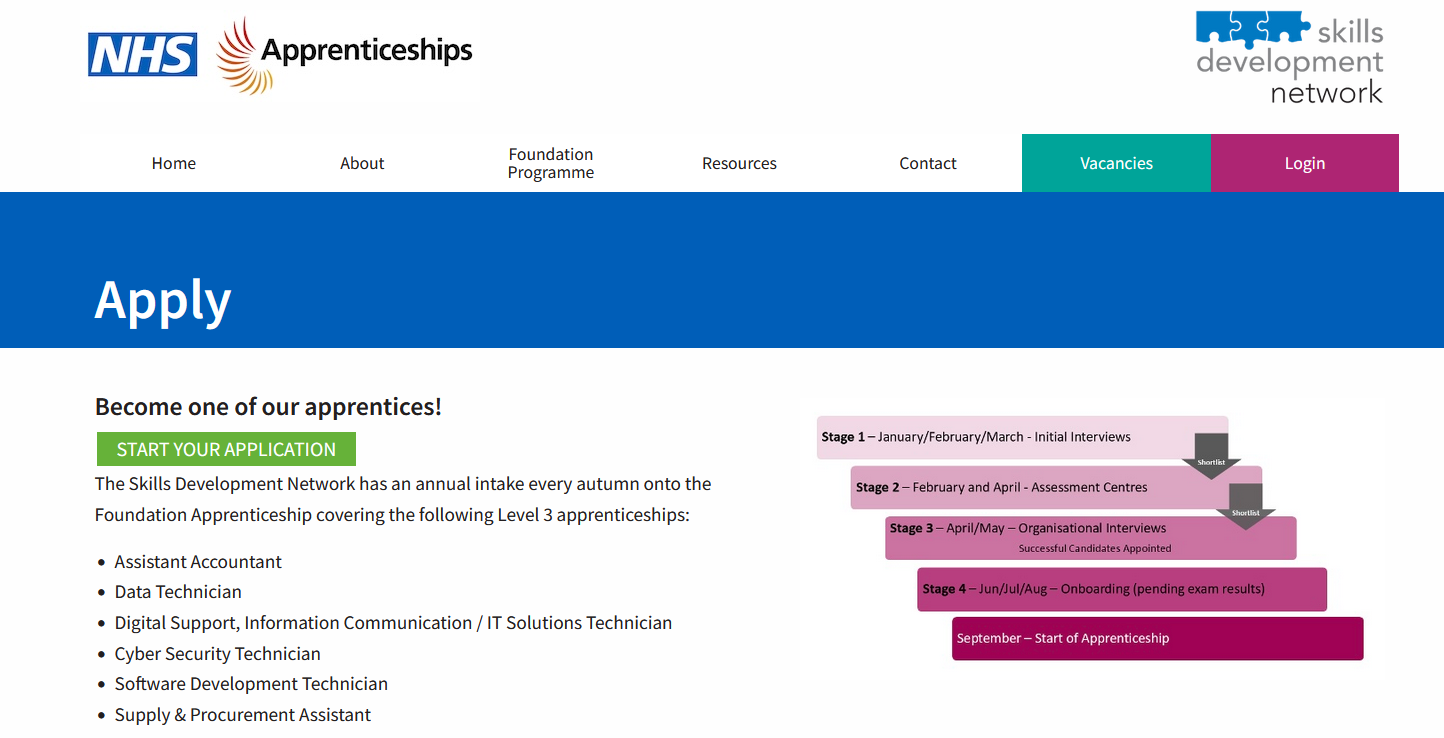 NHS Apprenticeships
skills
development
network
Home
About
Foundation
Programme
Resources
Contact
Vacancies
Login
Apply
Become one of our apprentices!
START YOUR APPLICATION
The Skills Development Network has an annual intake every autumn onto the
Foundation Apprenticeship covering the following Level 3 apprenticeships:
• Assistant Accountant
• Data Technician
• Digital Support, Information Communication / IT Solutions Technician
• Cyber Security Technician
• Software Development Technician
• Supply & Procurement Assistant
Stage 1 – January/February/March - Initial Interviews
Shortlist
Stage 2 – February and April - Assessment Centres
Shortlist
Stage 3 – April/May – Organisational Interviews
Successful Candidates Appointed
Stage 4 – Jun/Jul/Aug – Onboarding (pending exam results)
September – Start of Apprenticeship